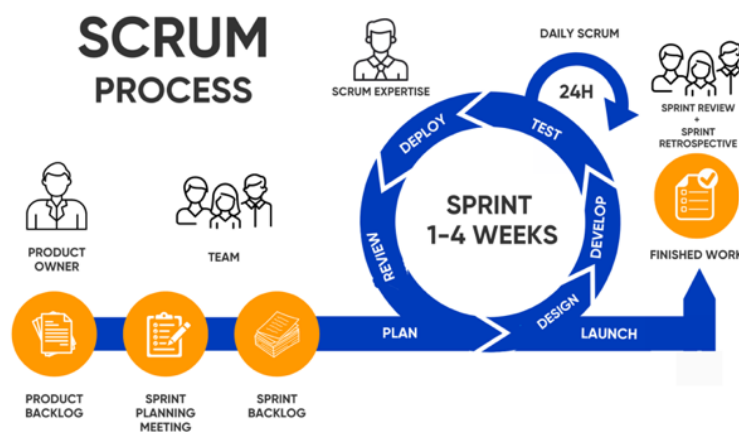 SCRUM
PROCESS
SCRUM EXPERTISE
DAILY SCRUM
24H
SPRINT REVIEW
+
SPRINT
RETROSPECTIVE
PRODUCT
OWNER
TEAM
DEPLOY
TEST
REVIEW
DEVELOP
DESIGN
SPRINT
1-4 WEEKS
FINISHED WORK
PLAN
LAUNCH
PRODUCT
BACKLOG
SPRINT
PLANNING
MEETING
SPRINT
BACKLOG